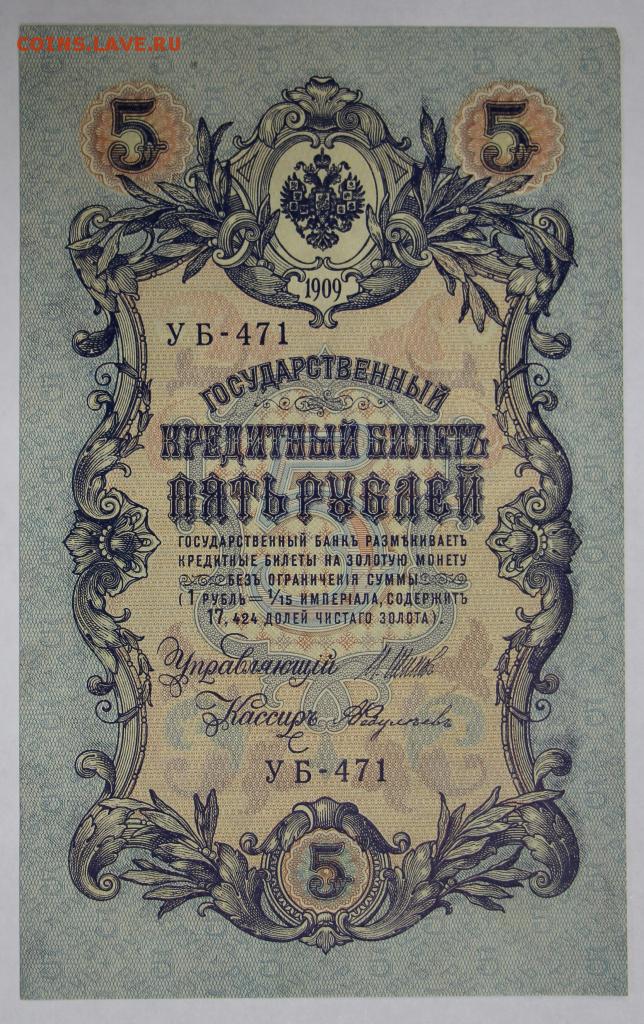 COINS.LAVE.RU
5 5
1909
УБ-471
ГОСУДАРСТВЕННЫЙ
КРЕДИТНЫЙ БИЛЕТЪ
ПЯТЬ РУБЛЕЙ
ГОСУДАРСТВЕННЫЙ БАНКЪ РАЗМѢНИВАЕТЪ
КРЕДИТНЫЕ БИЛЕТЫ НА ЗОЛОТУЮ МОНЕТУ
БЕЗЪ ОГРАНИЧЕНІЯ СУММЫ
(1 РУБЛЬ = 1/15 ИМПЕРІАЛА, СОДЕРЖИТЪ
17,424 ДОЛЕЙ ЧИСТАГО ЗОЛОТА).
Управляющій
Кассиръ
УБ-471
5